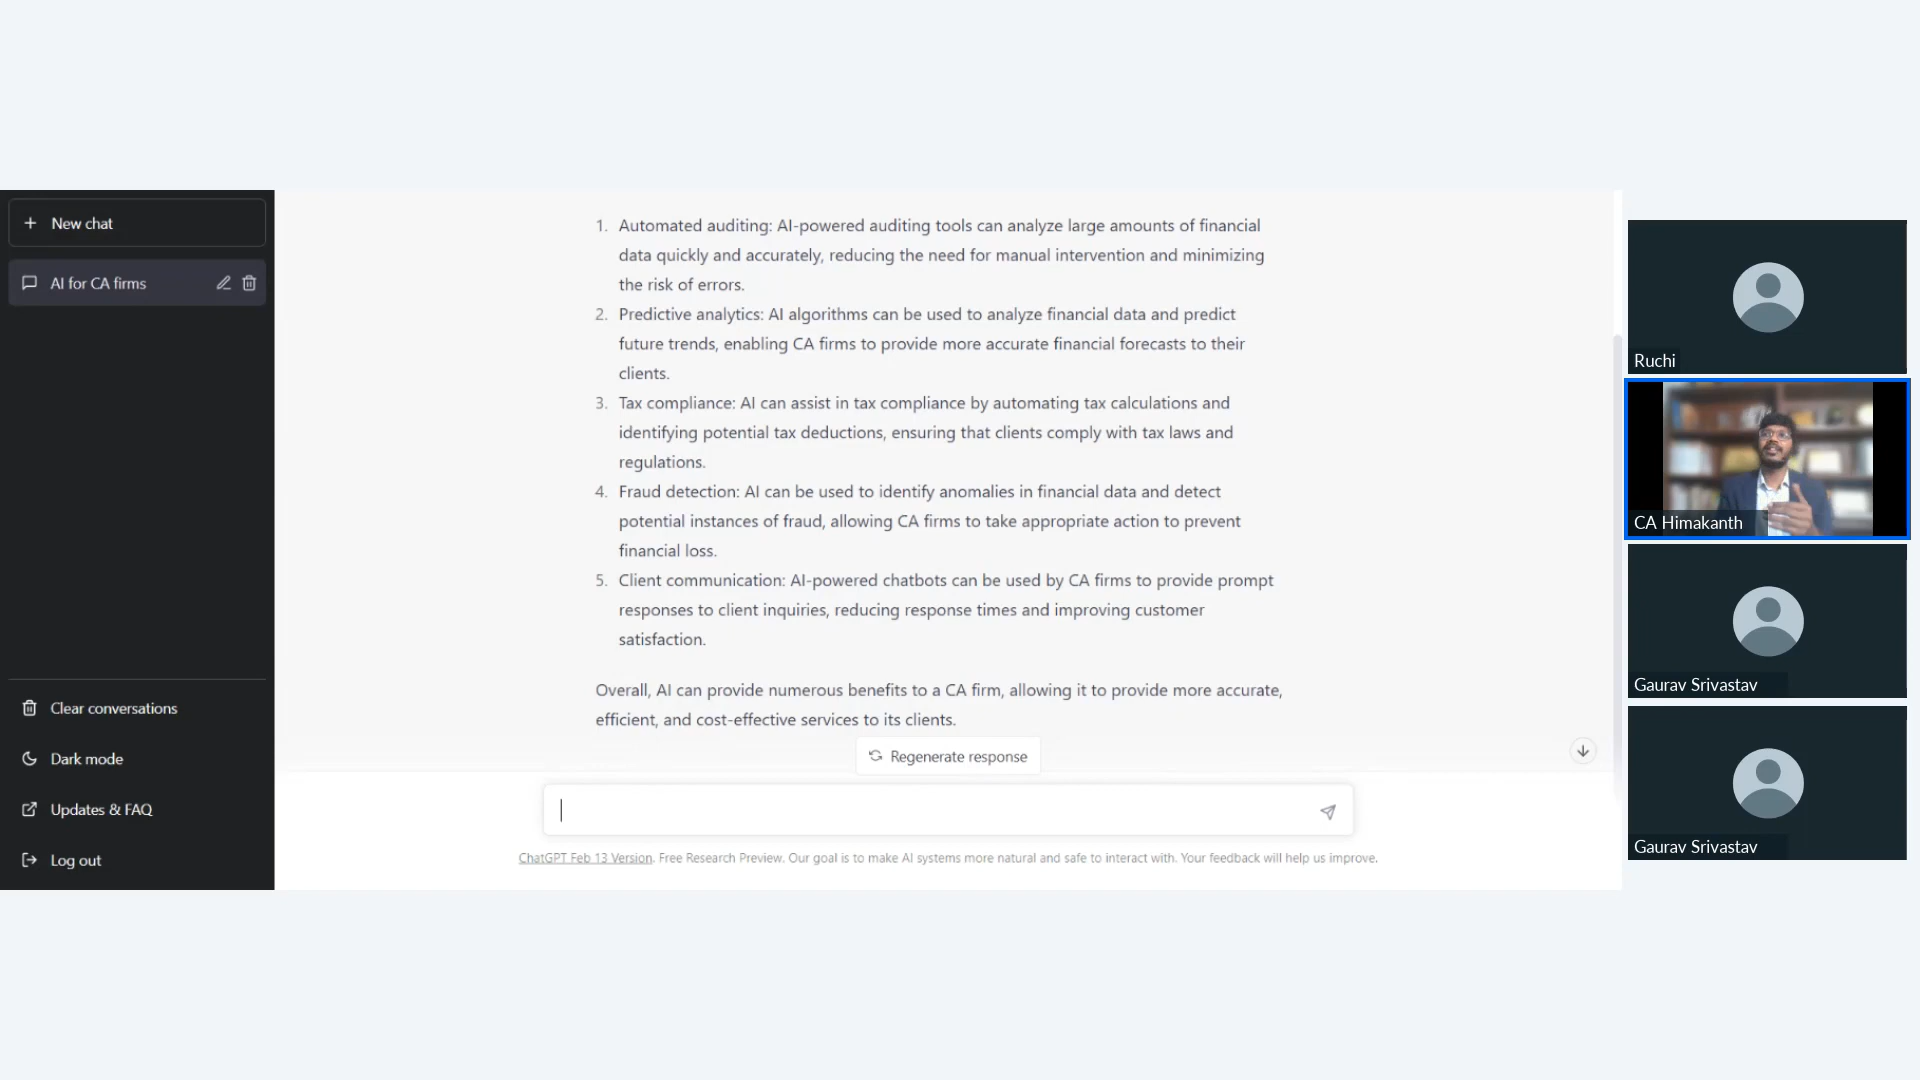 New chat
AI for CA firms
Clear conversations
Dark mode
Updates & FAQ
Log out
1. Automated auditing: AI-powered auditing tools can analyze large amounts of financial
data quickly and accurately, reducing the need for manual intervention and minimizing
the risk of errors.
2. Predictive analytics: AI algorithms can be used to analyze financial data and predict
future trends, enabling CA firms to provide more accurate financial forecasts to their
clients.
3. Tax compliance: AI can assist in tax compliance by automating tax calculations and
identifying potential tax deductions, ensuring that clients comply with tax laws and
regulations.
4. Fraud detection: AI can be used to identify anomalies in financial data and detect
potential instances of fraud, allowing CA firms to take appropriate action to prevent
financial loss.
5. Client communication: AI-powered chatbots can be used by CA firms to provide prompt
responses to client inquiries, reducing response times and improving customer
satisfaction.
Overall, AI can provide numerous benefits to a CA firm, allowing it to provide more accurate,
efficient, and cost-effective services to its clients.
Regenerate response
ChatGPT Feb 13 Version. Free Research Preview. Our goal is to make AI systems more natural and safe to interact with. Your feedback will help us improve.
Ruchi
CA Himakanth
Gaurav Srivastav
Gaurav Srivastav